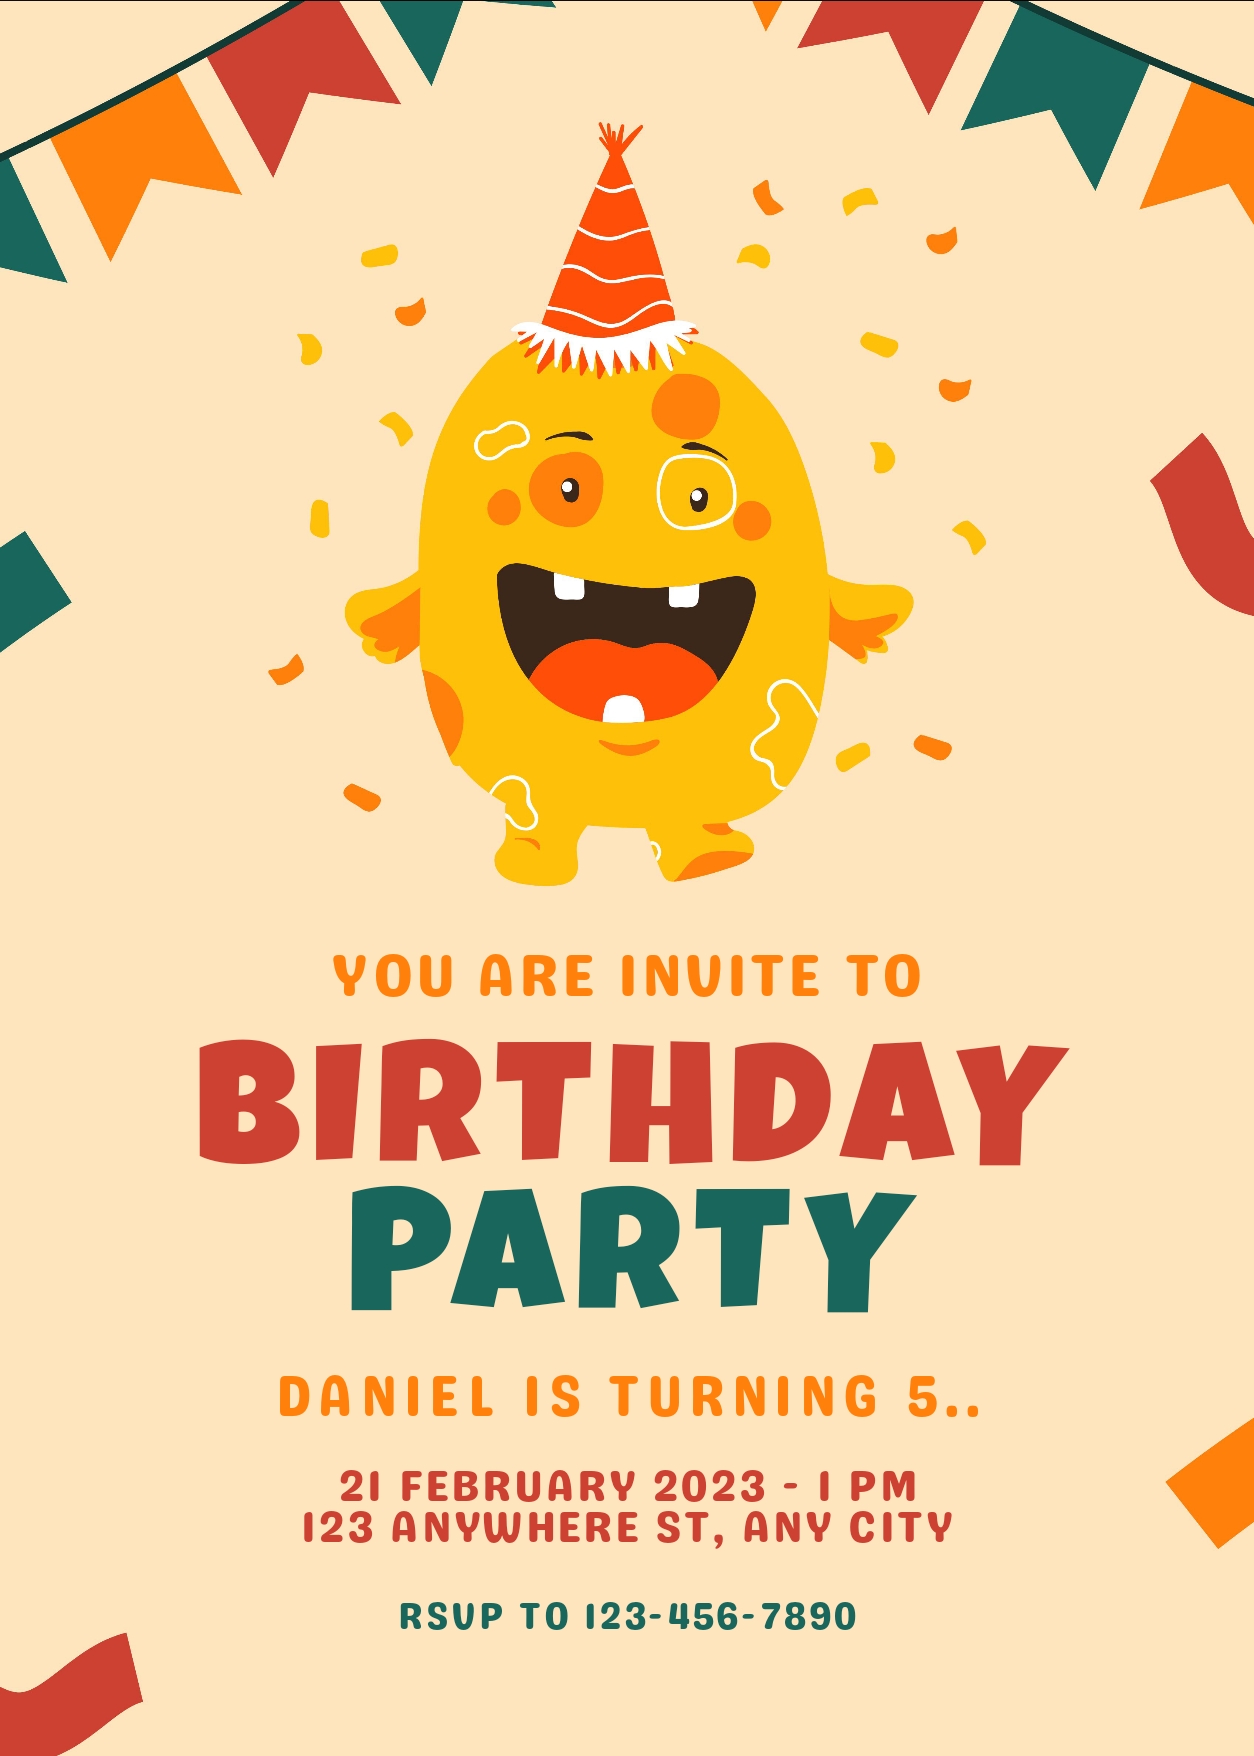 YOU ARE INVITE TO
BIRTHDAY
PARTY
DANIEL IS TURNING 5..
21 FEBRUARY 2023 - 1 PM
123 ANYWHERE ST, ANY CITY
RSVP TO 123-456-7890